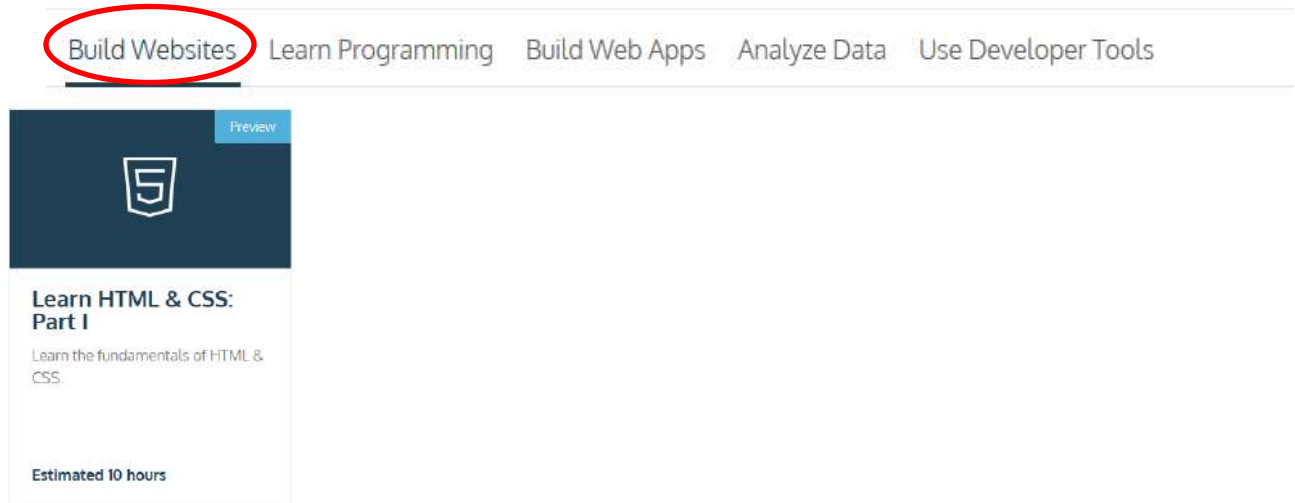 Build Websites Learn Programming Build Web Apps Analyze Data Use Developer Tools
Preview
5
Learn HTML & CSS:
Part I
Learn the fundamentals of HTML &
CSS.
Estimated 10 hours